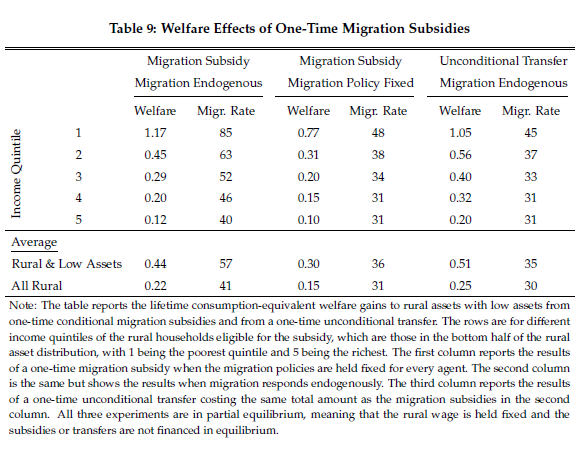 Table 9: Welfare Effects of One-Time Migration Subsidies
Migration Subsidy Migration Subsidy Unconditional Transfer
Migration Endogenous Migration Policy Fixed Migration Endogenous
Welfare Migr. Rate Welfare Migr. Rate Welfare Migr. Rate
Income Quintile
1 1.17 85 0.77 48 1.05 45
2 0.45 63 0.31 38 0.56 37
3 0.29 52 0.20 34 0.40 33
4 0.20 46 0.15 31 0.32 31
5 0.12 40 0.10 31 0.20 31
Average
Rural & Low Assets 0.44 57 0.30 36 0.51 35
All Rural 0.22 41 0.15 31 0.25 30
Note: The table reports the lifetime consumption-equivalent welfare gains to rural assets with low assets from
one-time conditional migration subsidies and from a one-time unconditional transfer. The rows are for different
income quintiles of the rural households eligible for the subsidy, which are those in the bottom half of the rural
asset distribution, with 1 being the poorest quintile and 5 being the richest. The first column reports the results
of a one-time migration subsidy when the migration policies are held fixed for every agent. The second column
is the same but shows the results when migration responds endogenously. The third column reports the results
of a one-time unconditional transfer costing the same total amount as the migration subsidies in the second
column. All three experiments are in partial equilibrium, meaning that the rural wage is held fixed and the
subsidies or transfers are not financed in equilibrium.